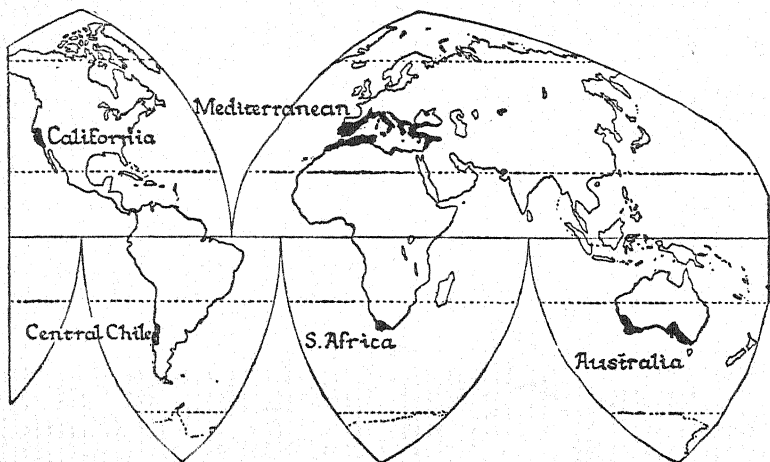 Mediterranean
California
Central Chile
S. Africa
Australia